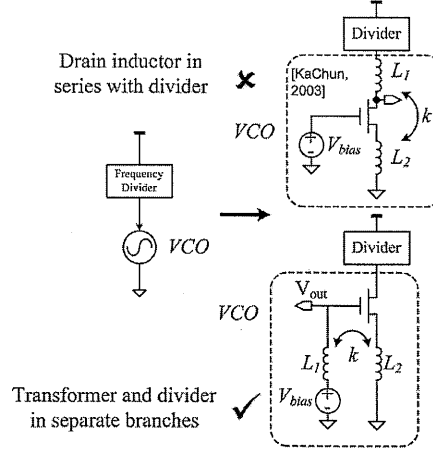 Divider
Drain inductor in
series with divider
✘
[KaChun,
2003]
L1
k
VCO
Vbias
L2
Frequency
Divider
VCO
Divider
Vout
VCO
L1
k
L2
Vbias
Transformer and divider
in separate branches
✓